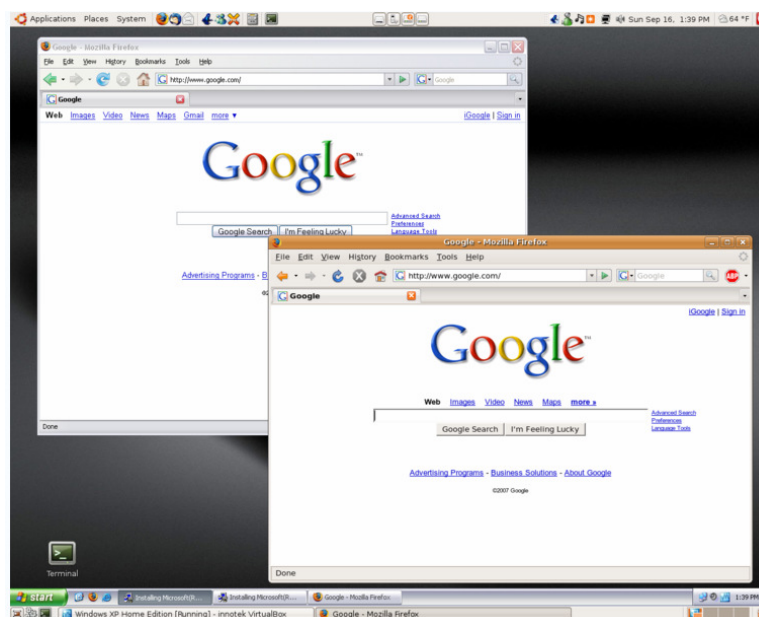 Applications Places System Sun Sep 16, 1:39 PM 64 °F
Google - Mozilla Firefox
File Edit View History Bookmarks Tools Help
http://www.google.com/ Google
Google
Web Images Video News Maps Gmail more ▼ iGoogle | Sign in
Google™
Advanced Search
Preferences
Language Tools
Google Search I'm Feeling Lucky
Advertising Programs - B
Done
Google - Mozilla Firefox
File Edit View History Bookmarks Tools Help
http://www.google.com/ Google ABP
Google
iGoogle | Sign in
Google™
Web Images Video News Maps more »
Advanced Search
Preferences
Language Tools
Google Search I'm Feeling Lucky
Advertising Programs - Business Solutions - About Google
©2007 Google
Done
Terminal
start Installing Microsoft(R... Installing Microsoft(R... Google - Mozilla Firefox 1:39 PM
Windows XP Home Edition [Running] - innotek VirtualBox Google - Mozilla Firefox